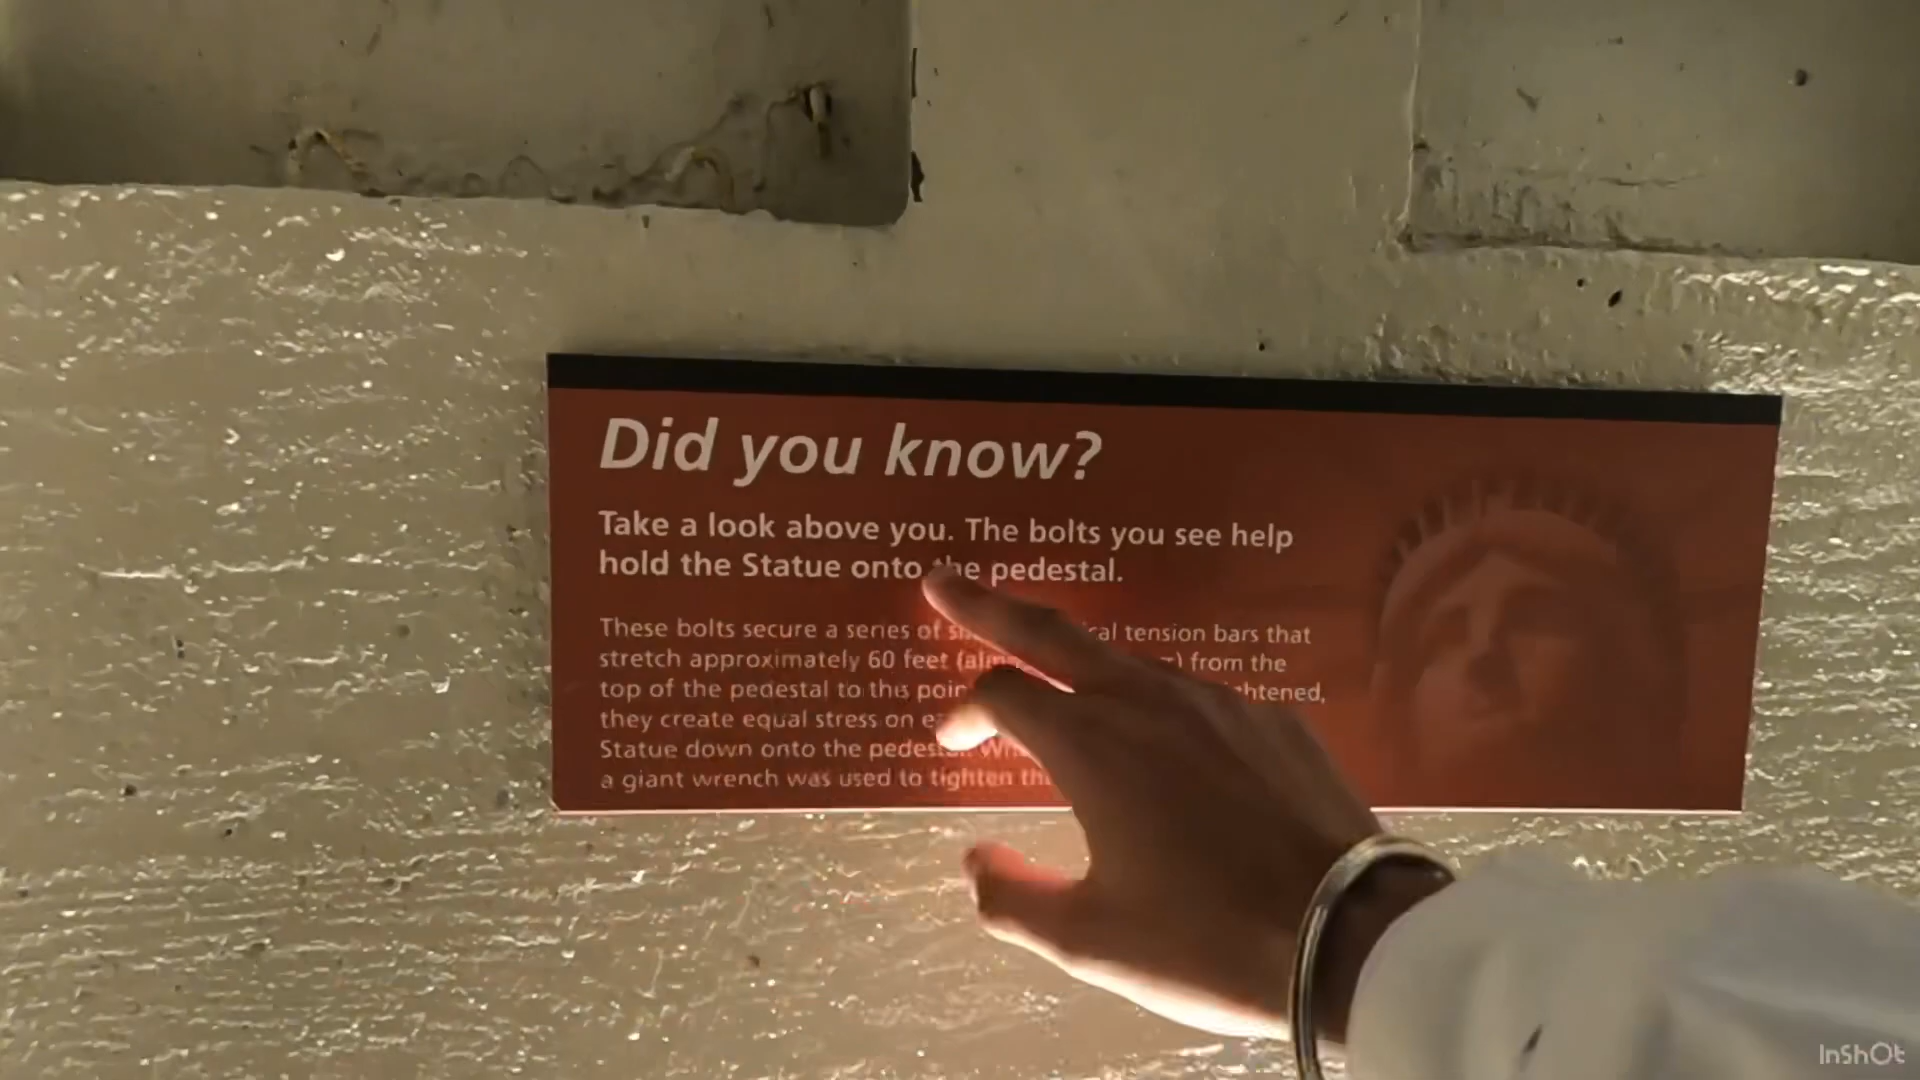 Did you know?
Take a look above you. The bolts you see help
hold the Statue onto the pedestal.
These bolts secure a series of tension bars that
stretch approximately 60 feet from the
top of the pedestal to this
they create equal stress on
Statue down onto the
a giant wrench was used to tighten
InShOt